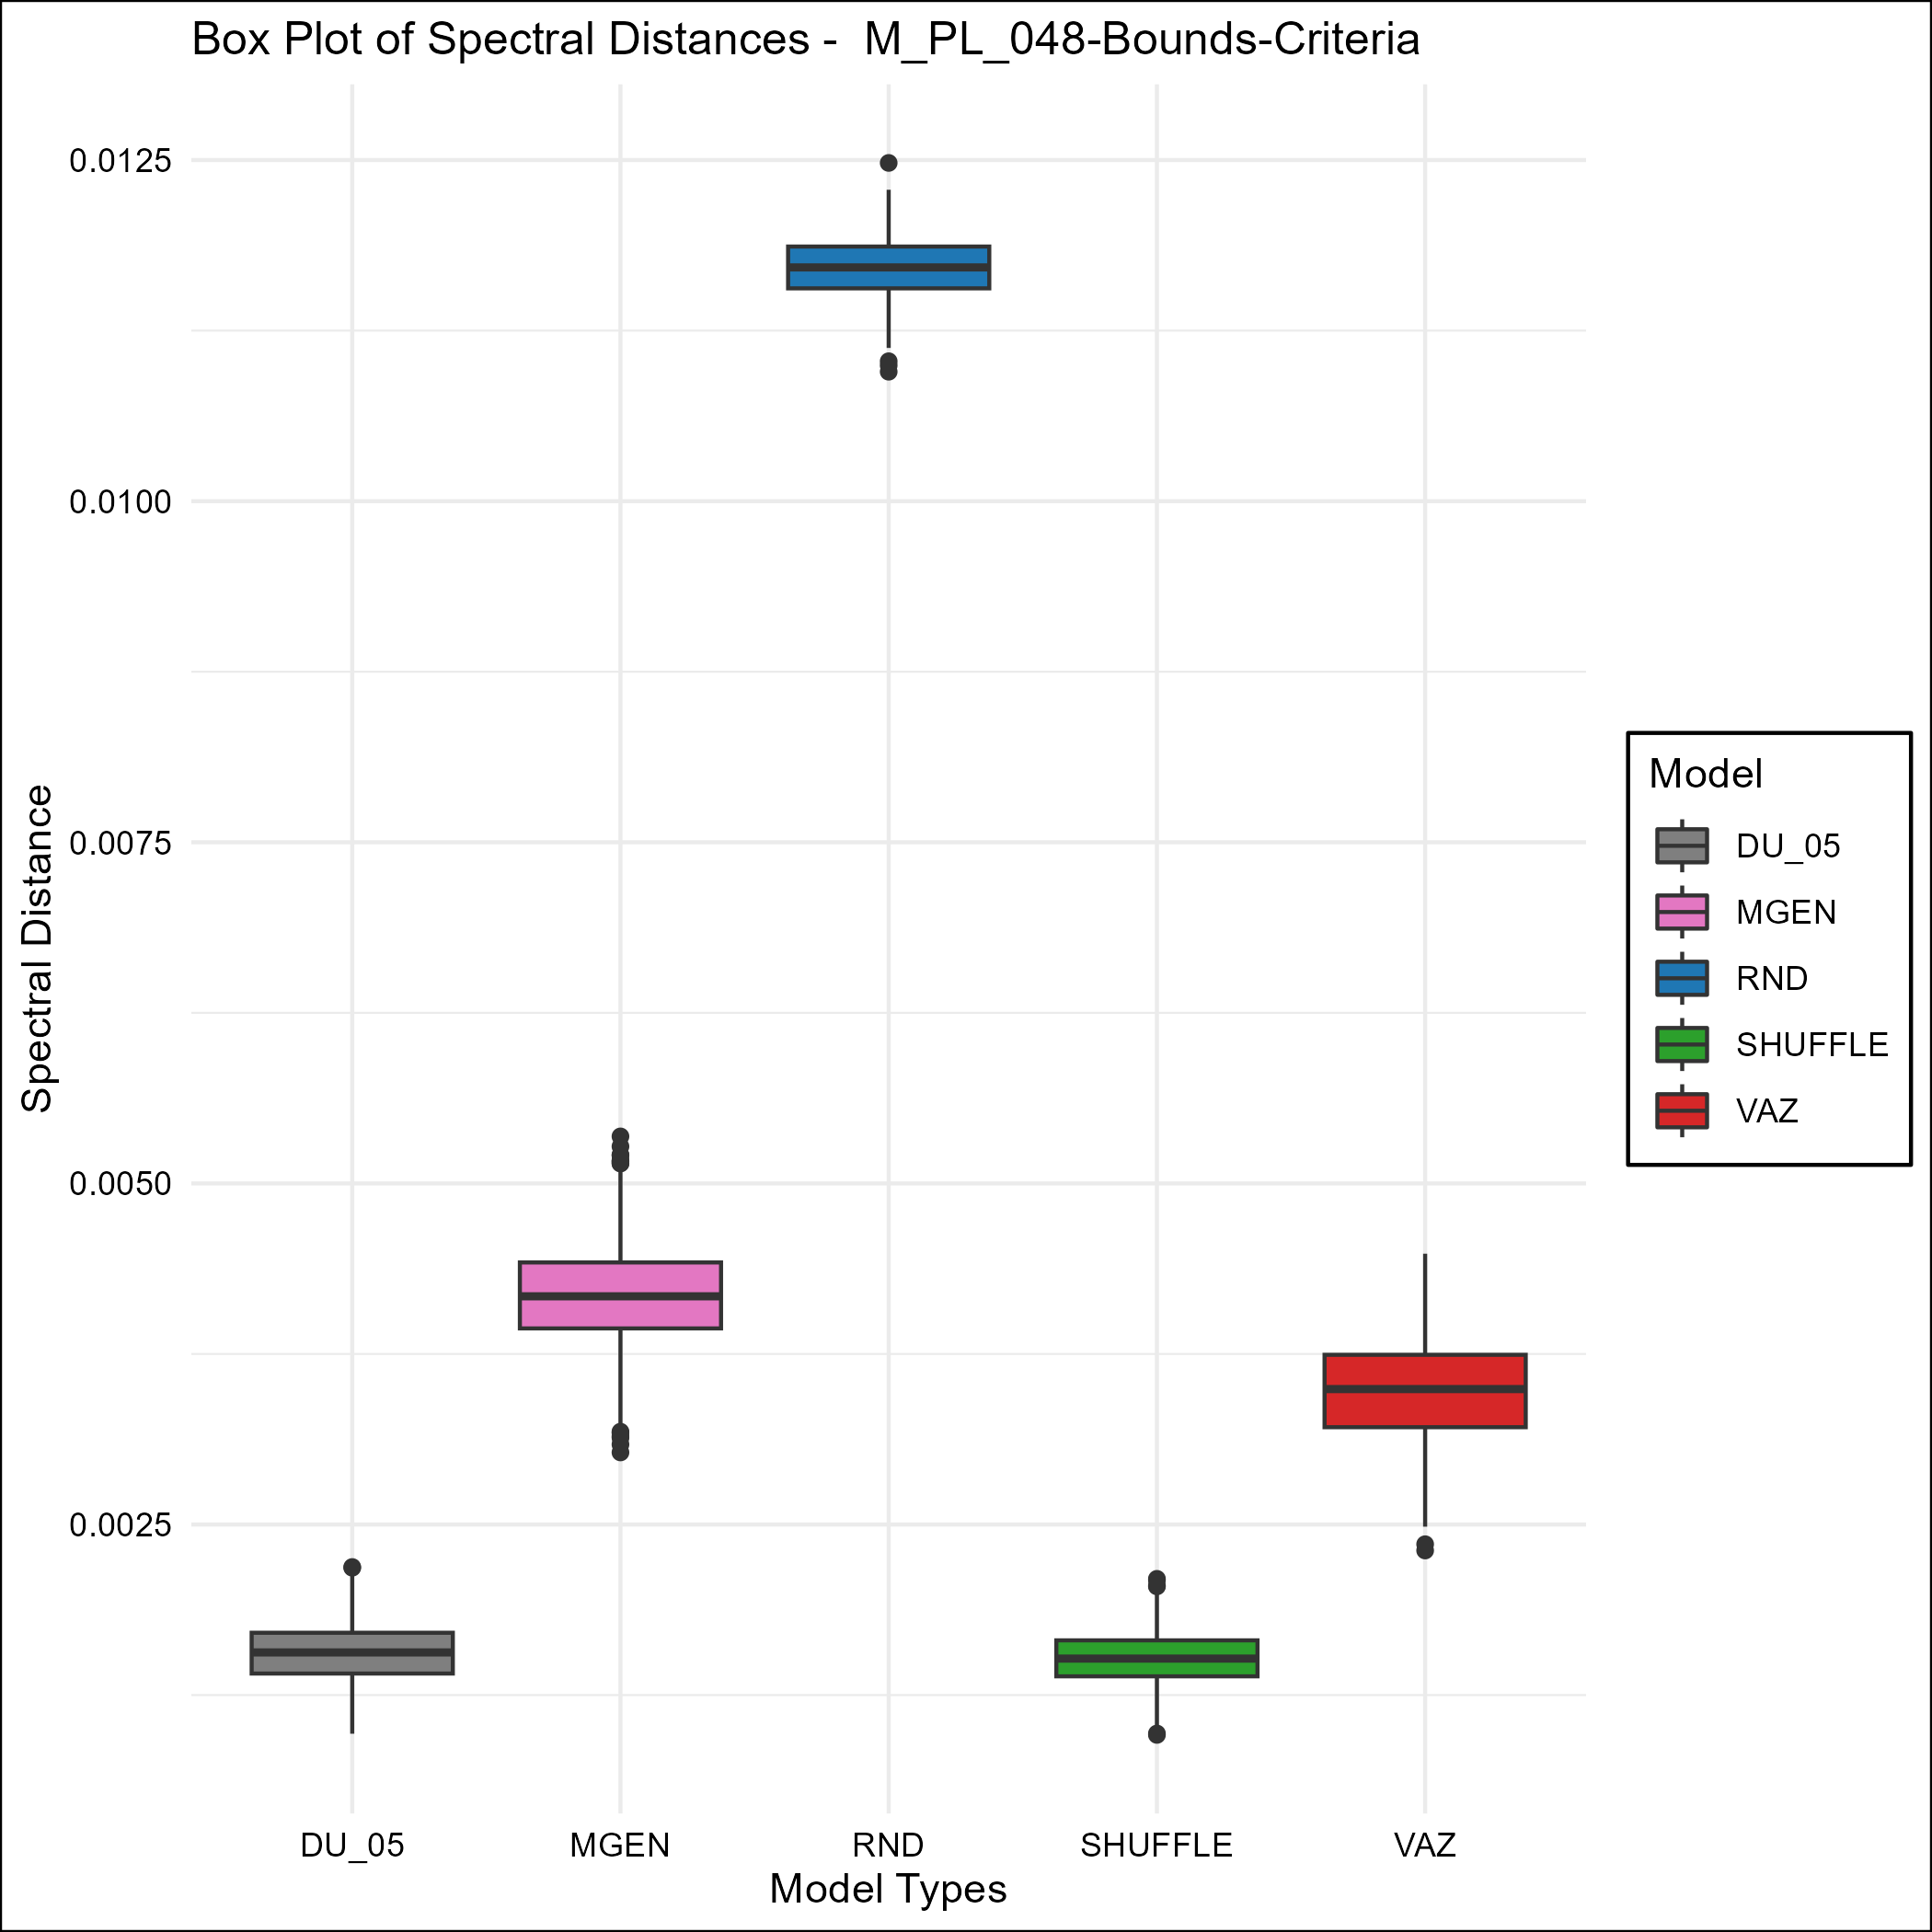 Box Plot of Spectral Distances -  M_PL_048-Bounds-Criteria
0.0125
0.0100
0.0075
0.0050
0.0025
Spectral Distance
DU_05
MGEN
RND
SHUFFLE
VAZ
Model Types
Model
DU_05
MGEN
RND
SHUFFLE
VAZ